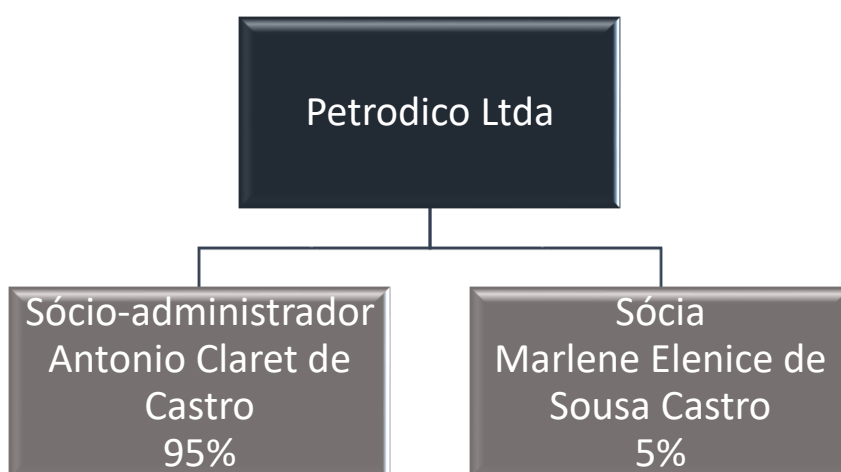 Petrodico Ltda
Sócio-administrador
Antonio Claret de
Castro
95%
Sócia
Marlene Elenice de
Sousa Castro
5%